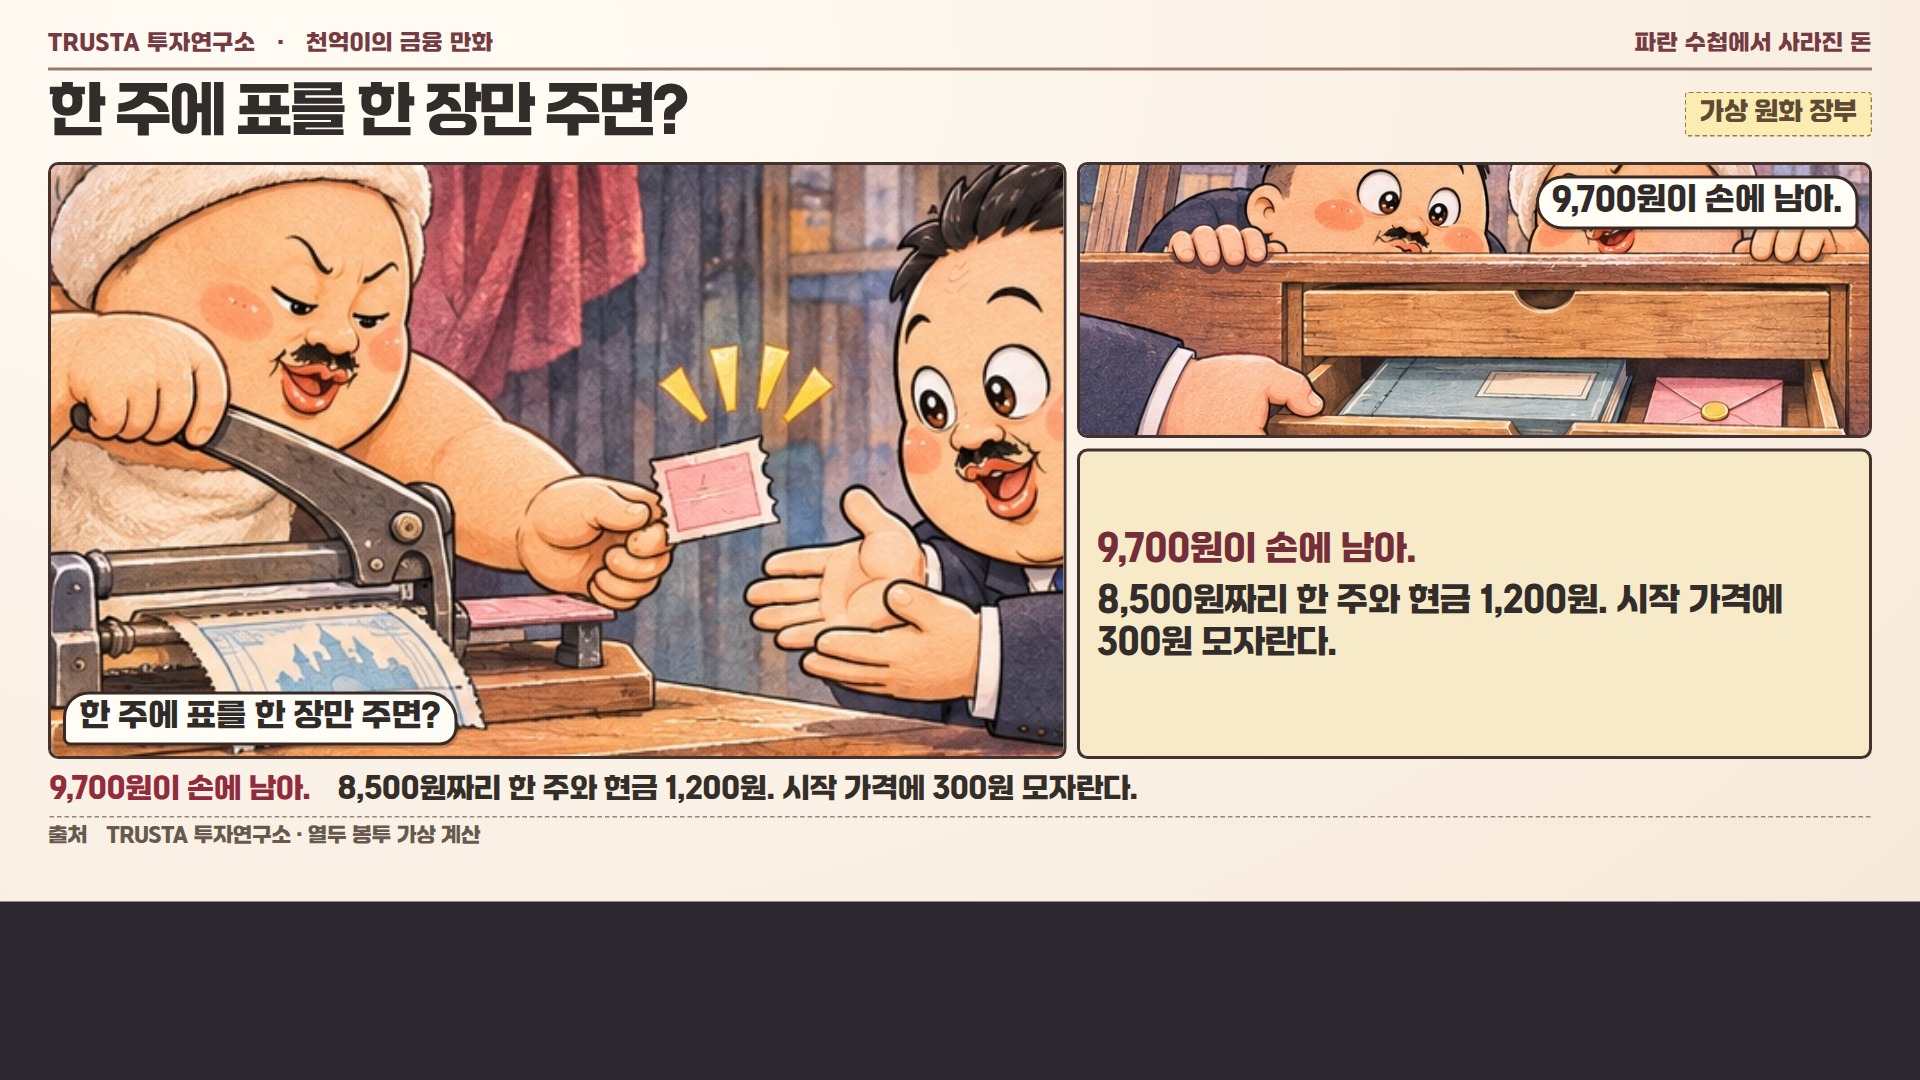 TRUSTA 투자연구소 · 천억이의 금융 만화
파란 수첩에서 사라진 돈
한 주에 표를 한 장만 주면?
가상 원화 장부
9,700원이 손에 남아.
한 주에 표를 한 장만 주면?
9,700원이 손에 남아.
8,500원짜리 한 주와 현금 1,200원. 시작 가격에
300원 모자란다.
9,700원이 손에 남아. 8,500원짜리 한 주와 현금 1,200원. 시작 가격에 300원 모자란다.
출처 TRUSTA 투자연구소 · 열두 봉투 가상 계산